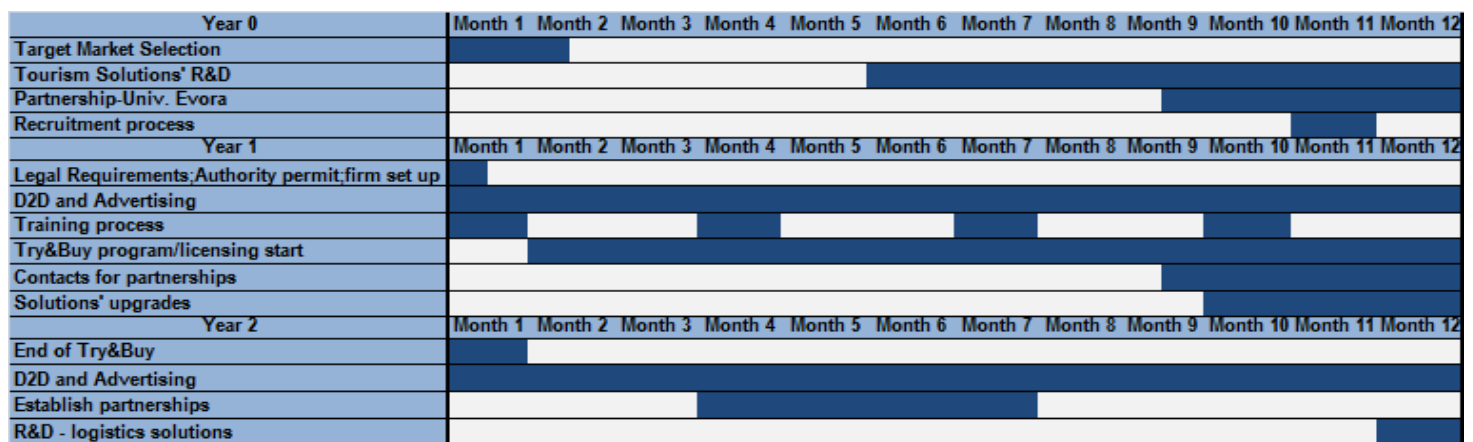 Year 0 Month 1 Month 2 Month 3 Month 4 Month 5 Month 6 Month 7 Month 8 Month 9 Month 10 Month 11 Month 12
Target Market Selection
Tourism Solutions' R&D
Partnership-Univ. Evora
Recruitment process
Year 1 Month 1 Month 2 Month 3 Month 4 Month 5 Month 6 Month 7 Month 8 Month 9 Month 10 Month 11 Month 12
Legal Requirements;Authority permit;firm set up
D2D and Advertising
Training process
Try&Buy program/licensing start
Contacts for partnerships
Solutions' upgrades
Year 2 Month 1 Month 2 Month 3 Month 4 Month 5 Month 6 Month 7 Month 8 Month 9 Month 10 Month 11 Month 12
End of Try&Buy
D2D and Advertising
Establish partnerships
R&D - logistics solutions